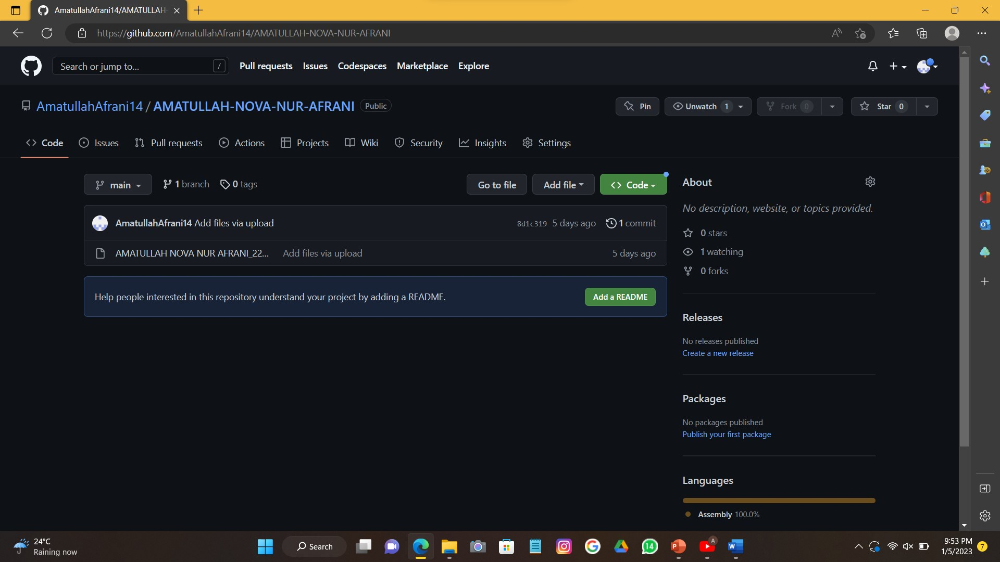 AmatullahAfrani14/AMATULLAH-
https://github.com/AmatullahAfrani14/AMATULLAH-NOVA-NUR-AFRANI
Search or jump to... /
Pull requests Issues Codespaces Marketplace Explore
AmatullahAfrani14 / AMATULLAH-NOVA-NUR-AFRANI Public
Pin Unwatch 1 Fork 0 Star 0
Code Issues Pull requests Actions Projects Wiki Security Insights Settings
main 1 branch 0 tags Go to file Add file Code
AmatullahAfrani14 Add files via upload 8d1c319 5 days ago 1 commit
AMATULLAH NOVA NUR AFRANI_22... Add files via upload 5 days ago
Help people interested in this repository understand your project by adding a README. Add a README
About
No description, website, or topics provided.
0 stars
1 watching
0 forks
Releases
No releases published
Create a new release
Packages
No packages published
Publish your first package
Languages
Assembly 100.0%
24°C
Raining now
Search
14
P
A
W
9:53 PM
1/5/2023
7